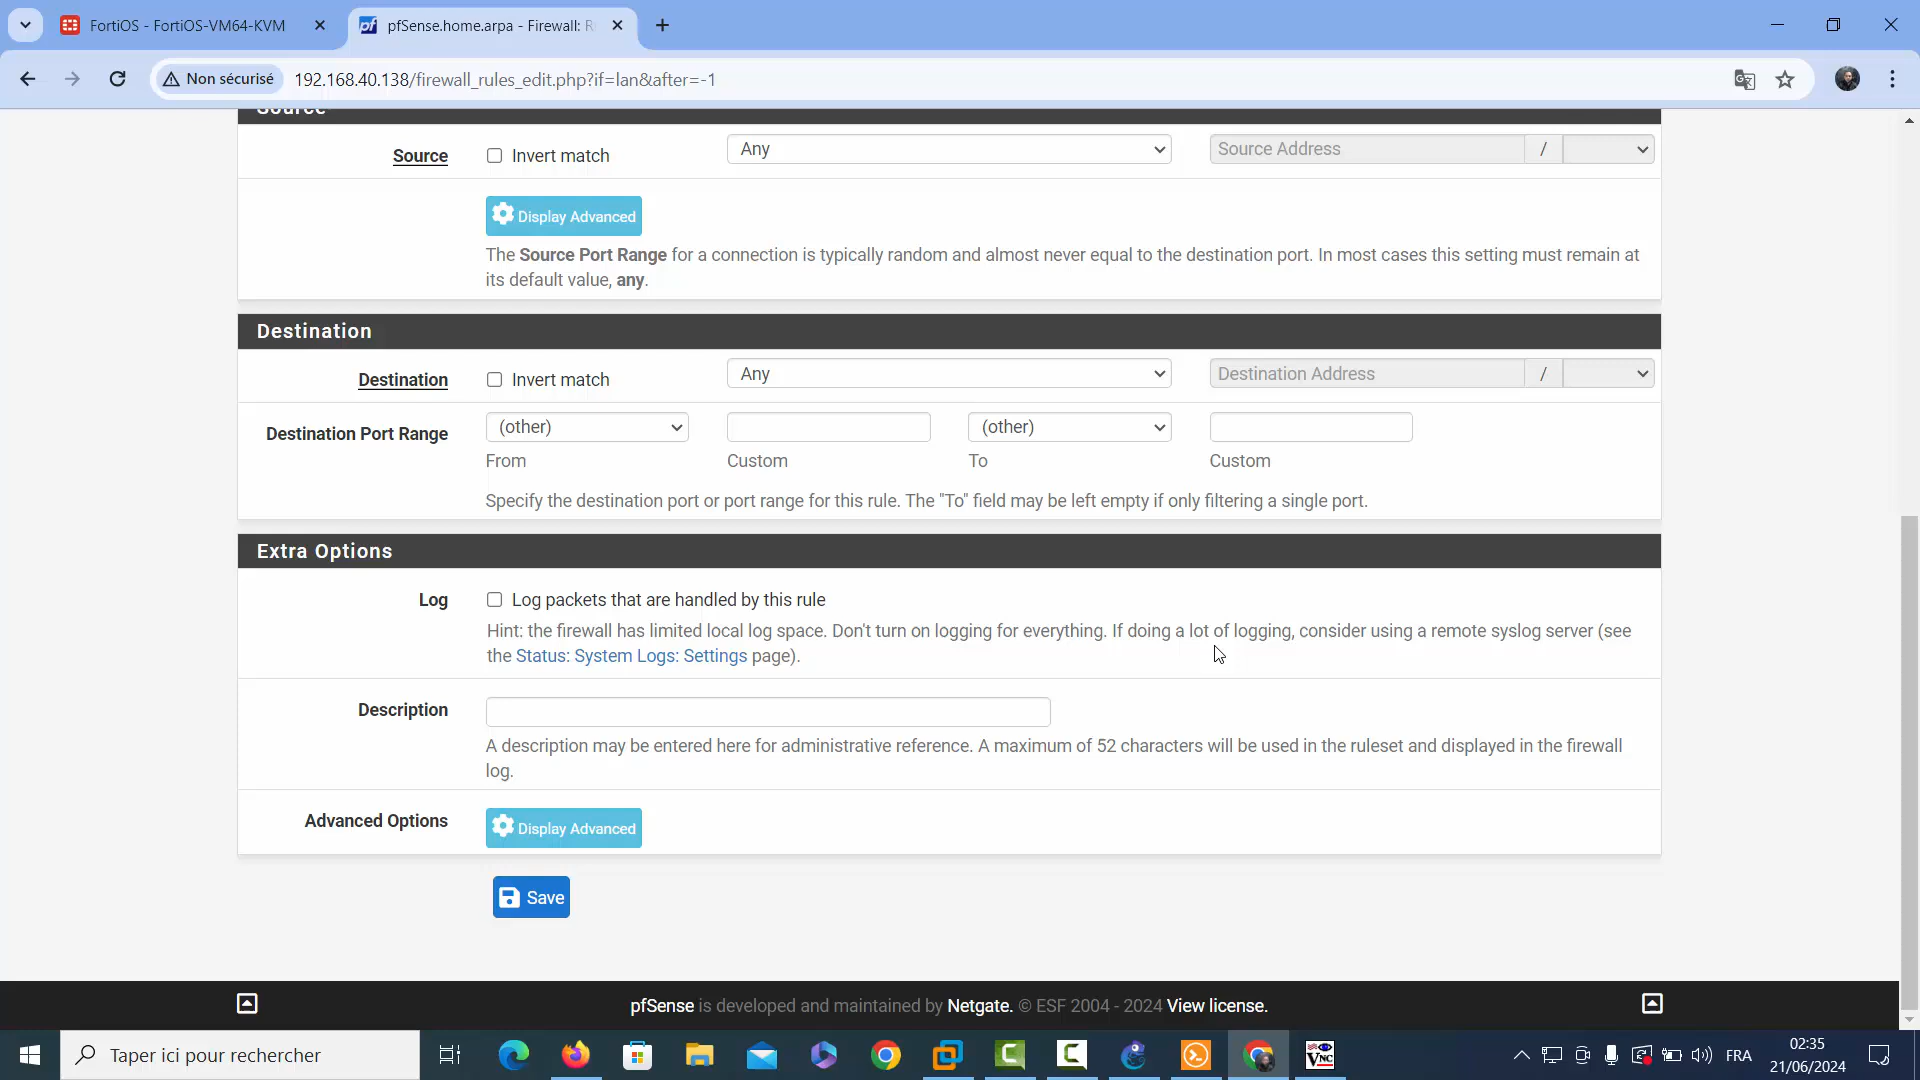 FortiOS - FortiOS-VM64-KVM
pfSense.home.arpa - Firewall: R
Non sécurisé
192.168.40.138/firewall_rules_edit.php?if=lan&after=-1
Source
Source
Invert match
Any
Source Address
/
Display Advanced
The Source Port Range for a connection is typically random and almost never equal to the destination port. In most cases this setting must remain at
its default value, any.
Destination
Destination
Invert match
Any
Destination Address
/
Destination Port Range
(other)
(other)
From
Custom
To
Custom
Specify the destination port or port range for this rule. The "To" field may be left empty if only filtering a single port.
Extra Options
Log
Log packets that are handled by this rule
Hint: the firewall has limited local log space. Don't turn on logging for everything. If doing a lot of logging, consider using a remote syslog server (see
the Status: System Logs: Settings page).
Description
A description may be entered here for administrative reference. A maximum of 52 characters will be used in the ruleset and displayed in the firewall
log.
Advanced Options
Display Advanced
Save
pfSense is developed and maintained by Netgate. © ESF 2004 - 2024 View license.
Taper ici pour rechercher
VNC
FRA
02:35
21/06/2024